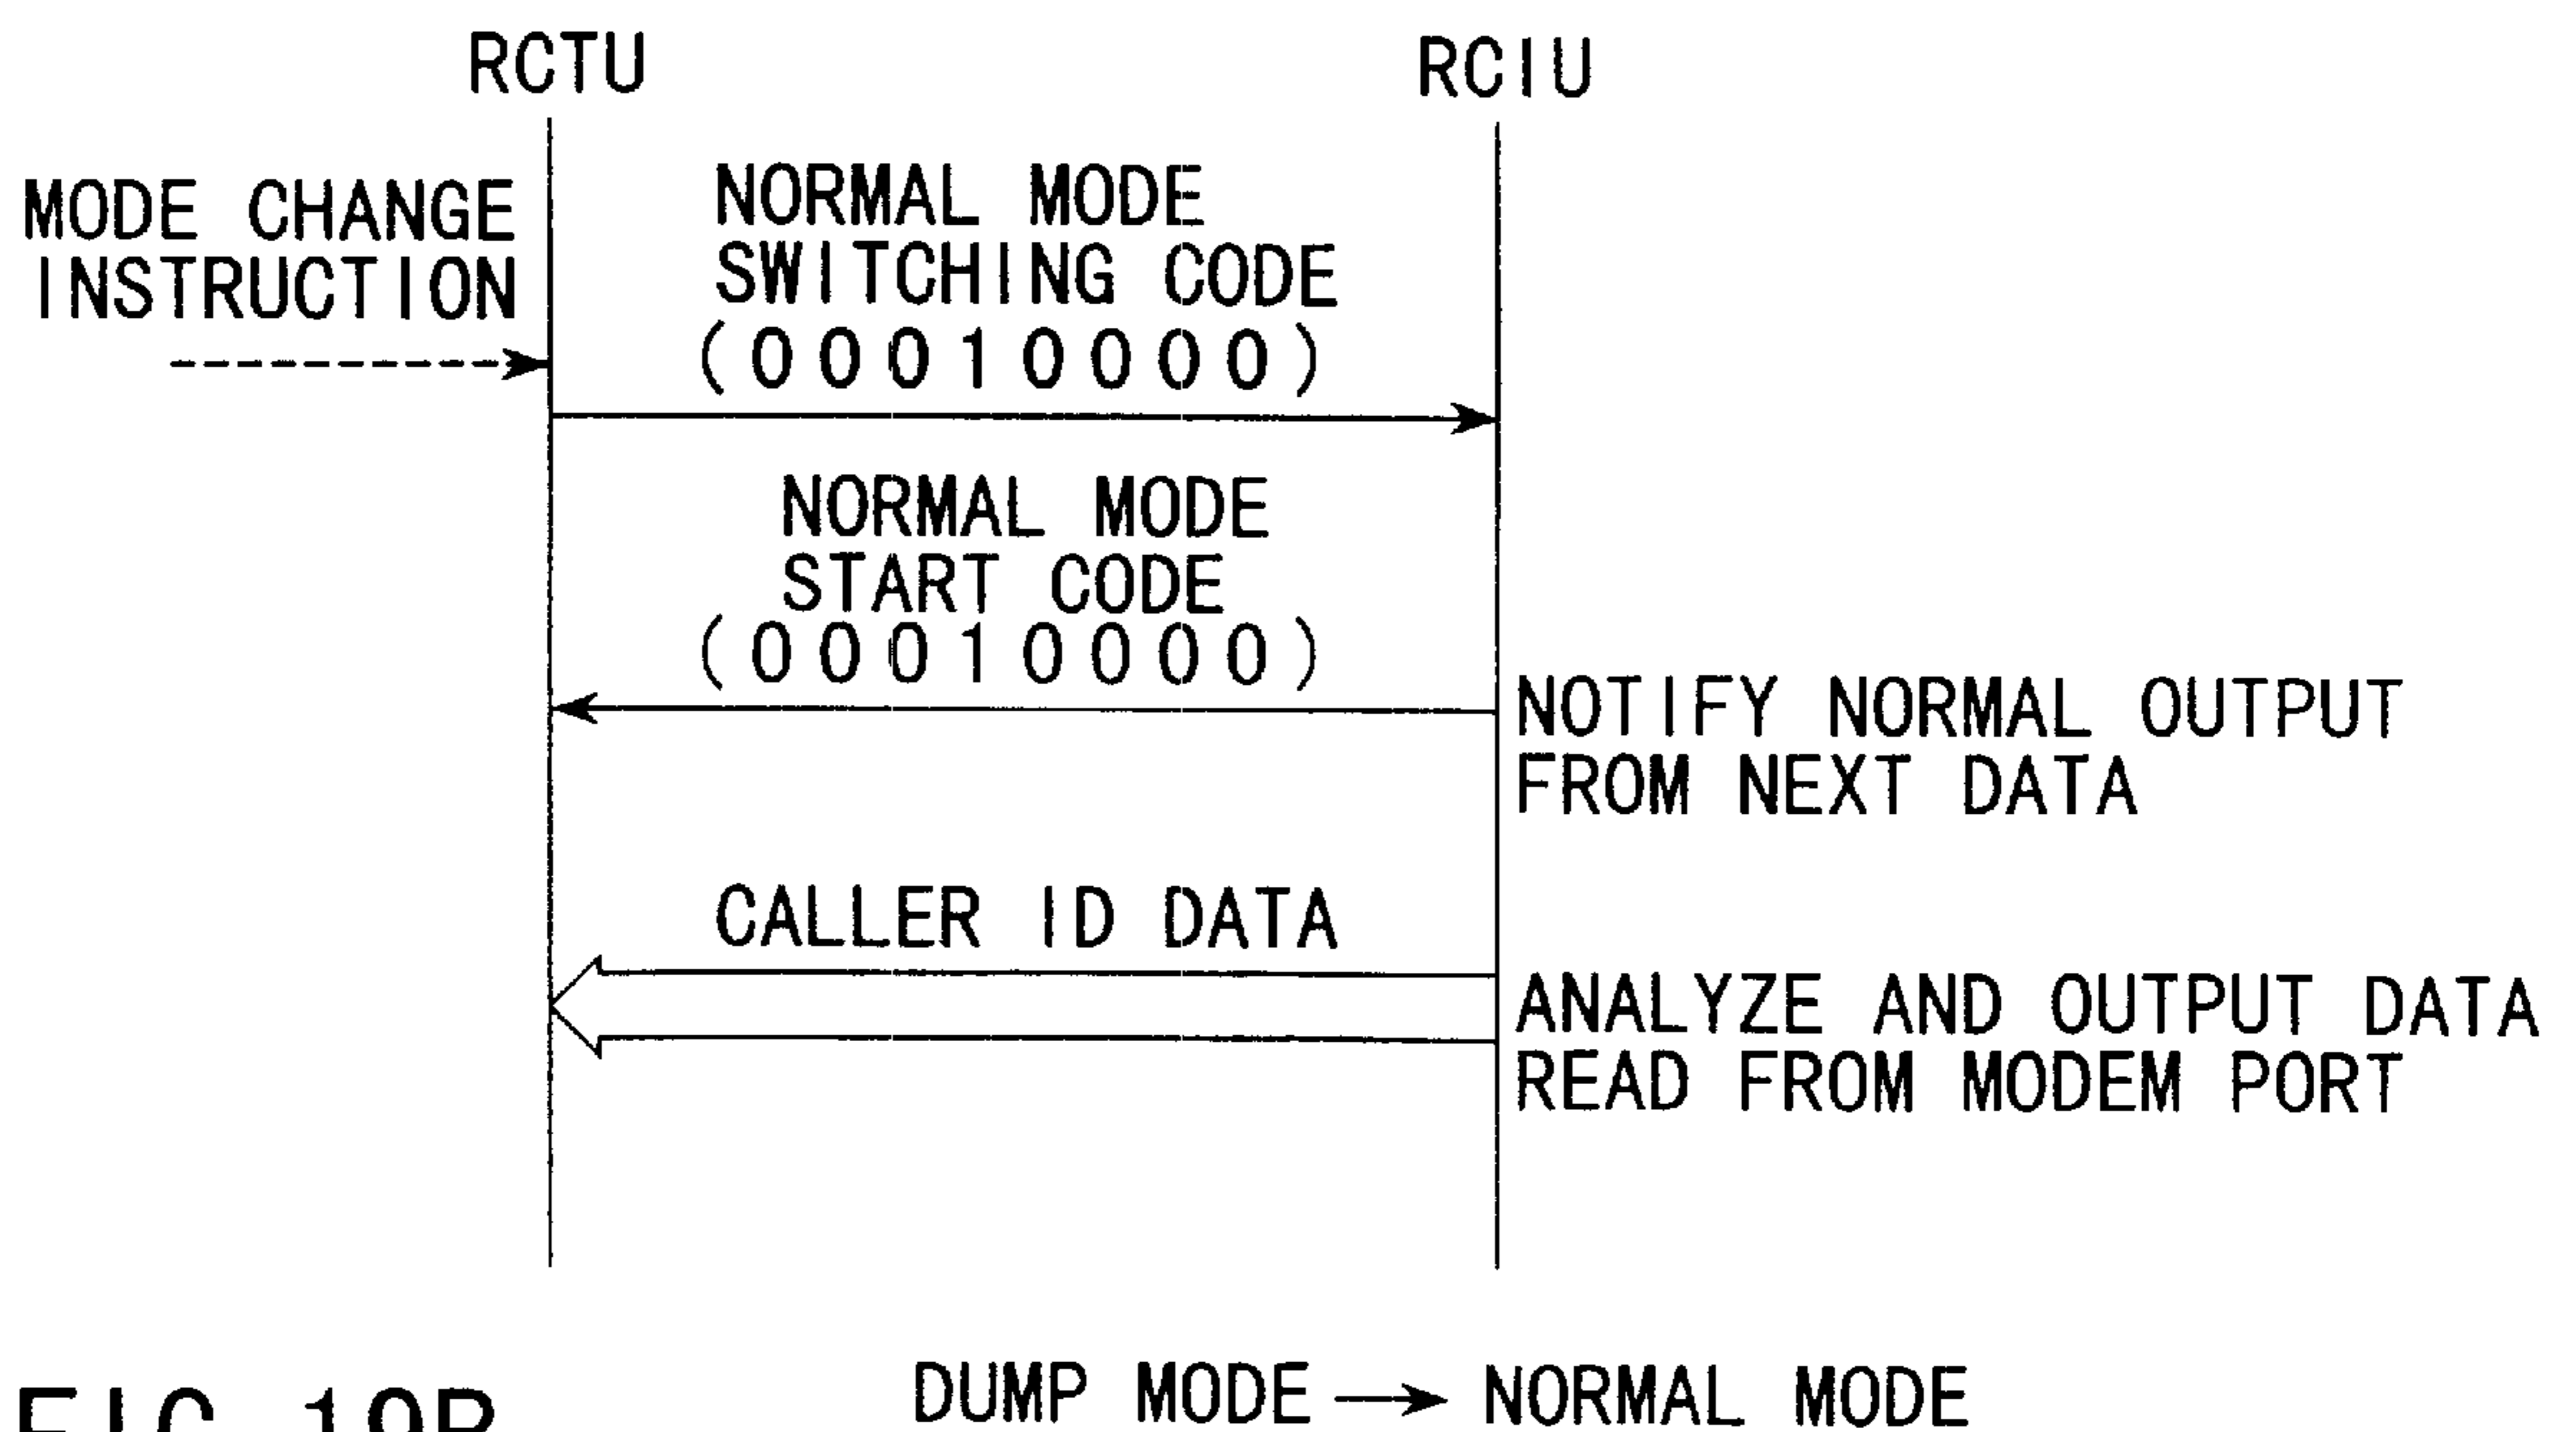 RCTU
RCIU
MODE CHANGE
INSTRUCTION
NORMAL MODE
SWITCHING CODE
(00010000)
NORMAL MODE
START CODE
(00010000)
NOTIFY NORMAL OUTPUT
FROM NEXT DATA
CALLER ID DATA
ANALYZE AND OUTPUT DATA
READ FROM MODEM PORT
DUMP MODE → NORMAL MODE